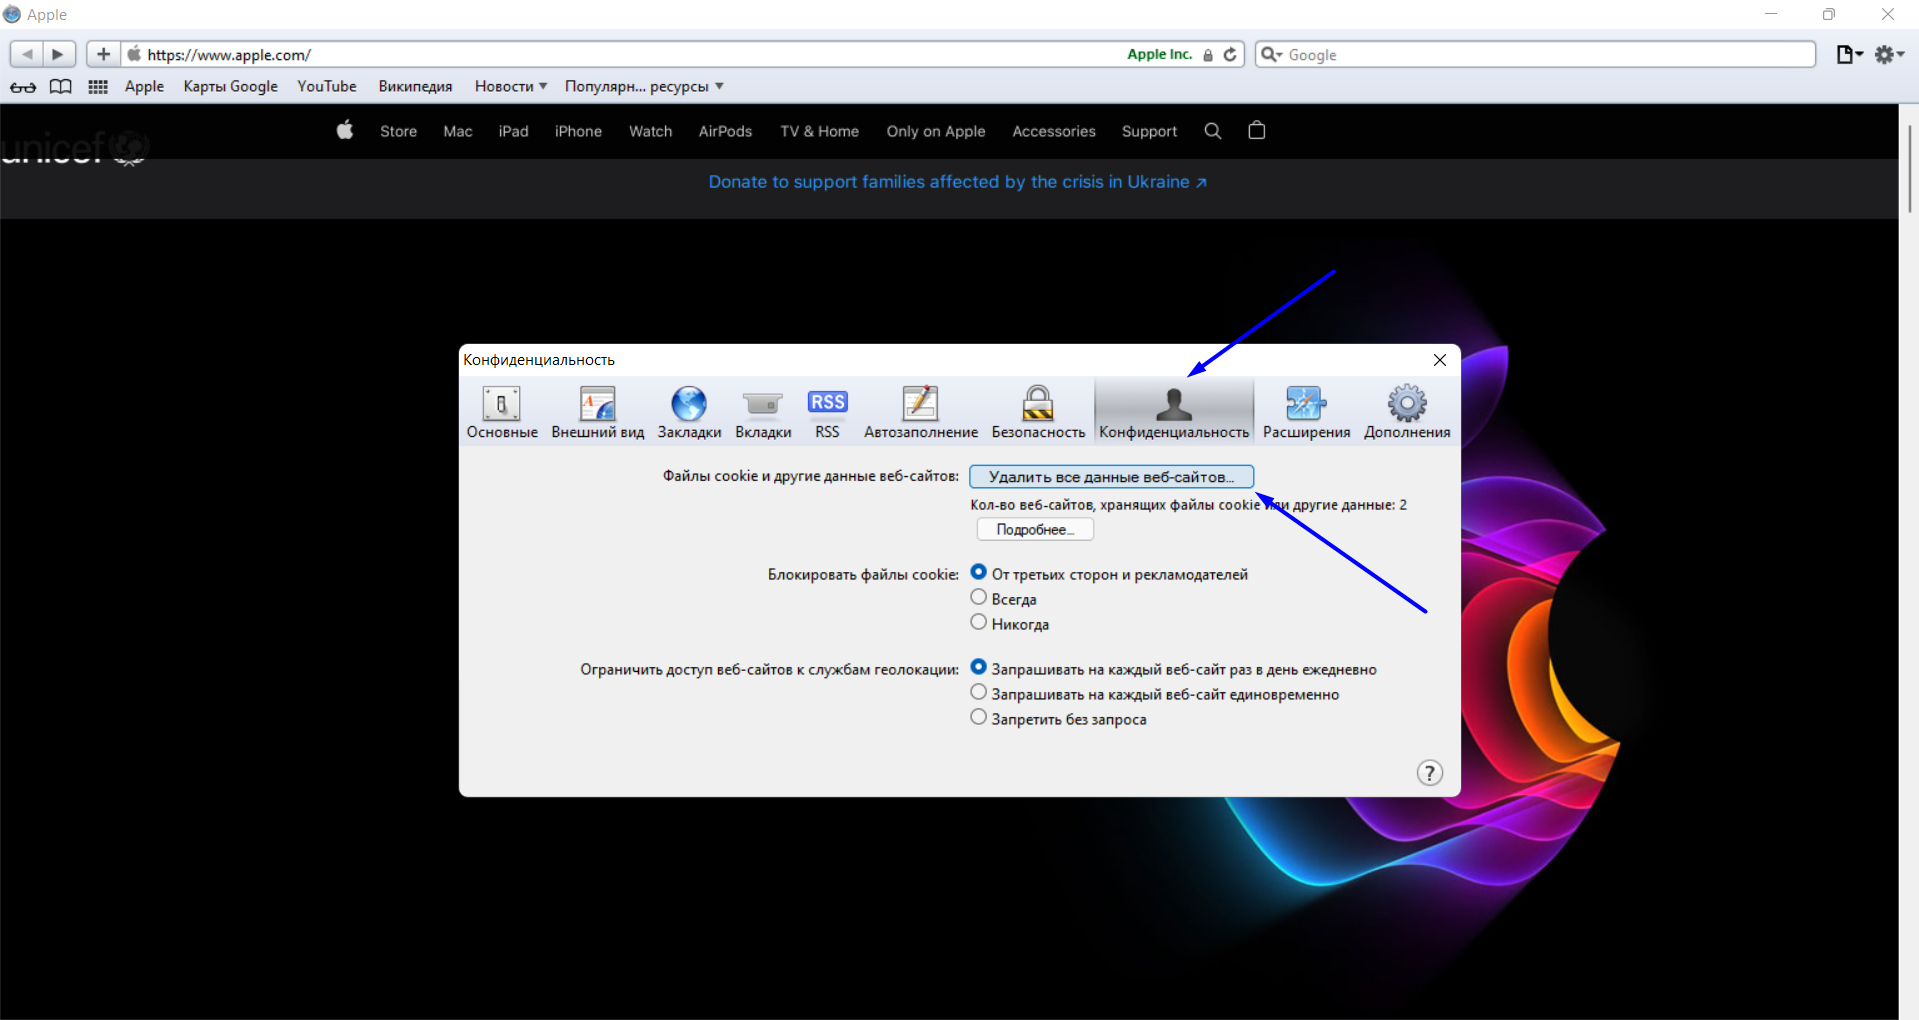 Apple
https://www.apple.com/
Apple Inc.
Google
Apple
Карты Google
YouTube
Википедия
Новости
Популярн... ресурсы
unicef
Store
Mac
iPad
iPhone
Watch
AirPods
TV & Home
Only on Apple
Accessories
Support
Donate to support families affected by the crisis in Ukraine ↗
Конфиденциальность
Основные
Внешний вид
Закладки
Вкладки
RSS
RSS
Автозаполнение
Безопасность
Конфиденциальность
Расширения
Дополнения
Файлы cookie и другие данные веб-сайтов:
Удалить все данные веб-сайтов...
Кол-во веб-сайтов, хранящих файлы cookie или другие данные: 2
Подробнее...
Блокировать файлы cookie:
От третьих сторон и рекламодателей
Всегда
Никогда
Ограничить доступ веб-сайтов к службам геолокации:
Запрашивать на каждый веб-сайт раз в день ежедневно
Запрашивать на каждый веб-сайт единовременно
Запретить без запроса
?